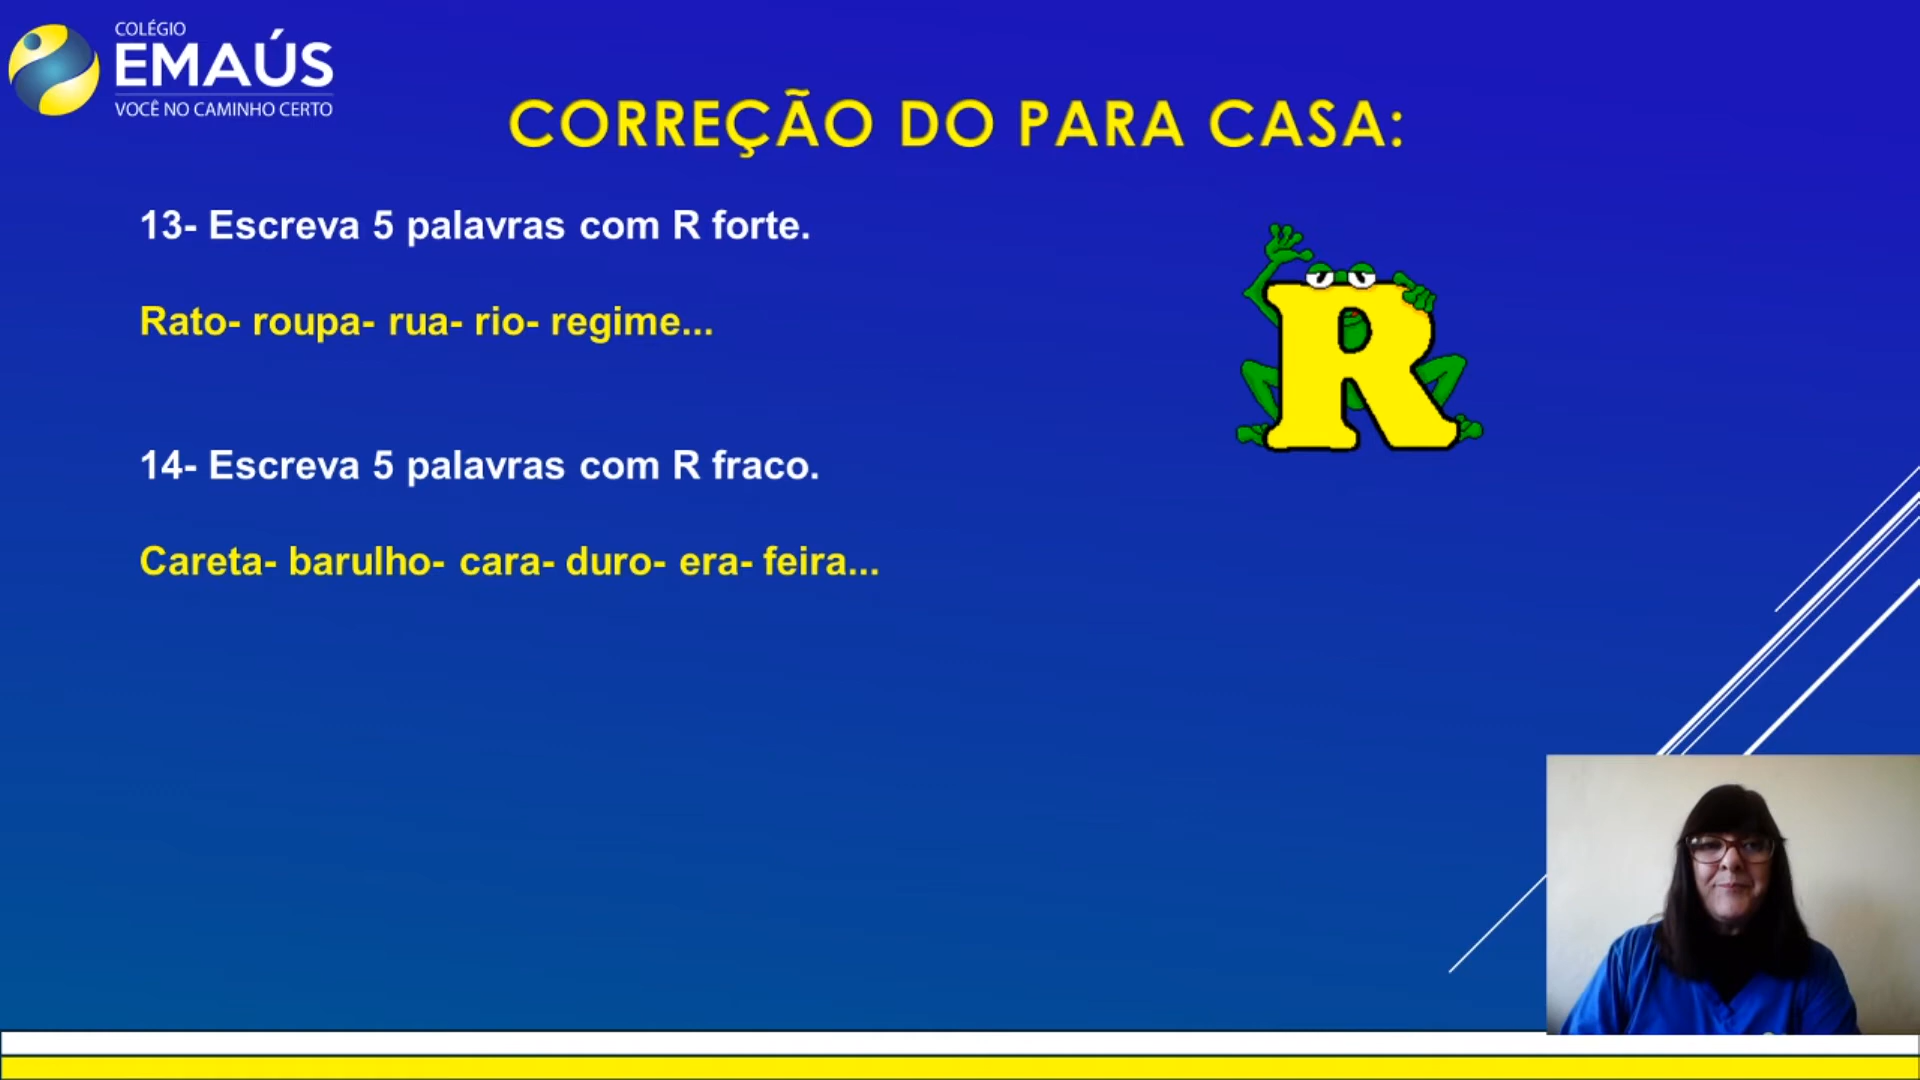 COLÉGIO
EMAÚS
VOCÊ NO CAMINHO CERTO
CORREÇÃO DO PARA CASA:
13- Escreva 5 palavras com R forte.
Rato- roupa- rua- rio- regime...
R
14- Escreva 5 palavras com R fraco.
Careta- barulho- cara- duro- era- feira...